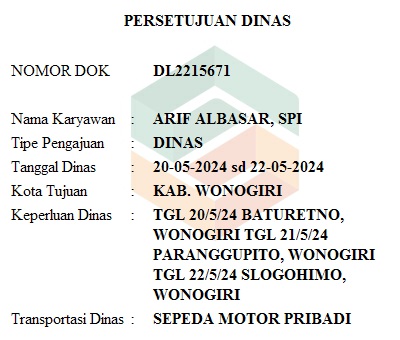 PERSETUJUAN DINAS
NOMOR DOK DL2215671
Nama Karyawan : ARIF ALBASAR, SPI
Tipe Pengajuan : DINAS
Tanggal Dinas : 20-05-2024 sd 22-05-2024
Kota Tujuan : KAB. WONOGIRI
Keperluan Dinas : TGL 20/5/24 BATURETNO,
WONOGIRI TGL 21/5/24
PARANGGUPITO, WONOGIRI
TGL 22/5/24 SLOGOHIMO,
WONOGIRI
Transportasi Dinas : SEPEDA MOTOR PRIBADI